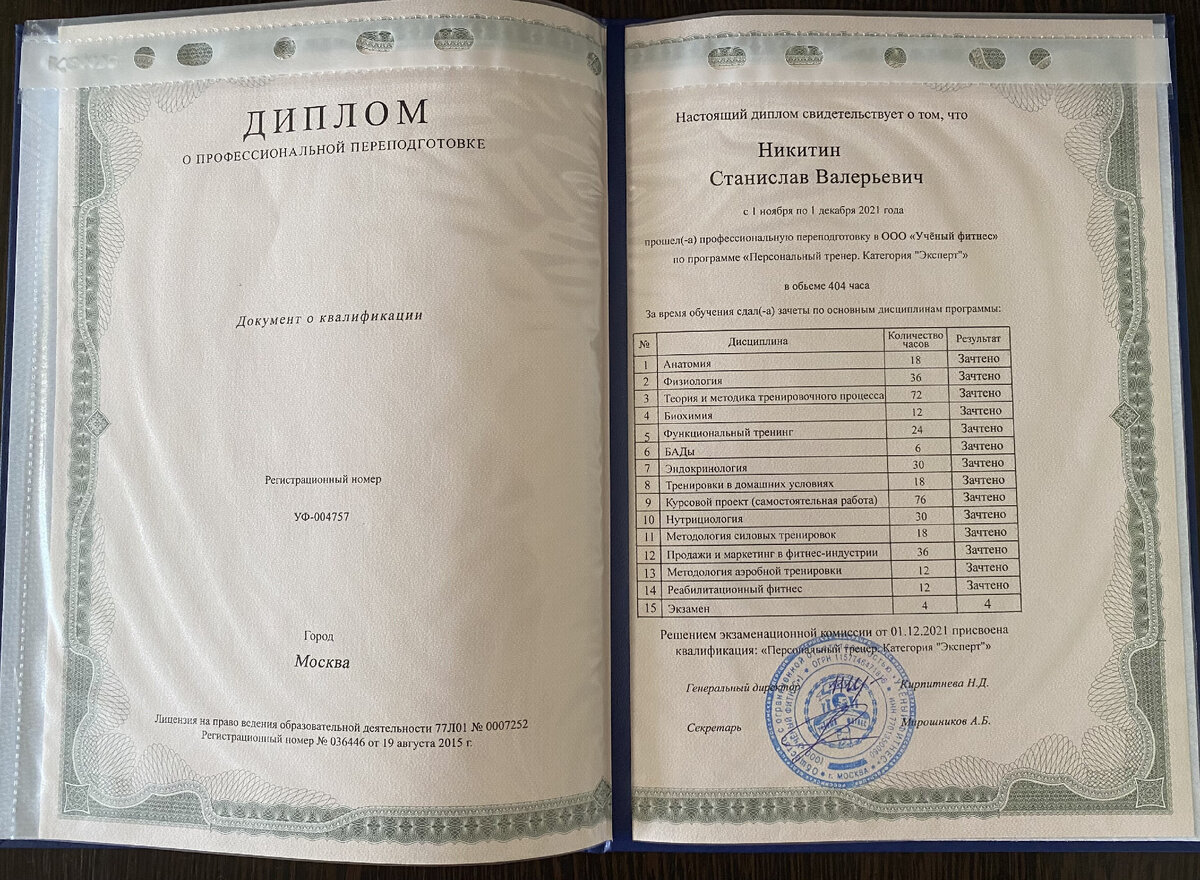 ДИПЛОМ
О ПРОФЕССИОНАЛЬНОЙ ПЕРЕПОДГОТОВКЕ
Документ о квалификации
Регистрационный номер
УФ-004757
Город
Москва
Лицензия на право ведения образовательной деятельности 77Л01 № 0007252
Регистрационный номер № 036446 от 19 августа 2015 г.
Настоящий диплом свидетельствует о том, что
Никитин
Станислав Валерьевич
с 1 ноября по 1 декабря 2021 года
прошел(-а) профессиональную переподготовку в ООО «Учёный фитнес»
по программе «Персональный тренер. Категория "Эксперт"»
в обьеме 404 часа
За время обучения сдал(-а) зачеты по основным дисциплинам программы:
№ Дисциплина Количество часов Результат
1 Анатомия 18 Зачтено
2 Физиология 36 Зачтено
3 Теория и методика тренировочного процесса 72 Зачтено
4 Биохимия 12 Зачтено
5 Функциональный тренинг 24 Зачтено
6 БАДы 6 Зачтено
7 Эндокринология 30 Зачтено
8 Тренировки в домашних условиях 18 Зачтено
9 Курсовой проект (самостоятельная работа) 76 Зачтено
10 Нутрициология 30 Зачтено
11 Методология силовых тренировок 18 Зачтено
12 Продажи и маркетинг в фитнес-индустрии 36 Зачтено
13 Методология аэробной тренировки 12 Зачтено
14 Реабилитационный фитнес 12 Зачтено
15 Экзамен 4 4
Решением экзаменационной комиссии от 01.12.2021 присвоена
квалификация: «Персональный тренер. Категория "Эксперт"»
Генеральный директор Кирпитнева Н.Д.
Секретарь Мирошников А.Б.
г. МОСКВА